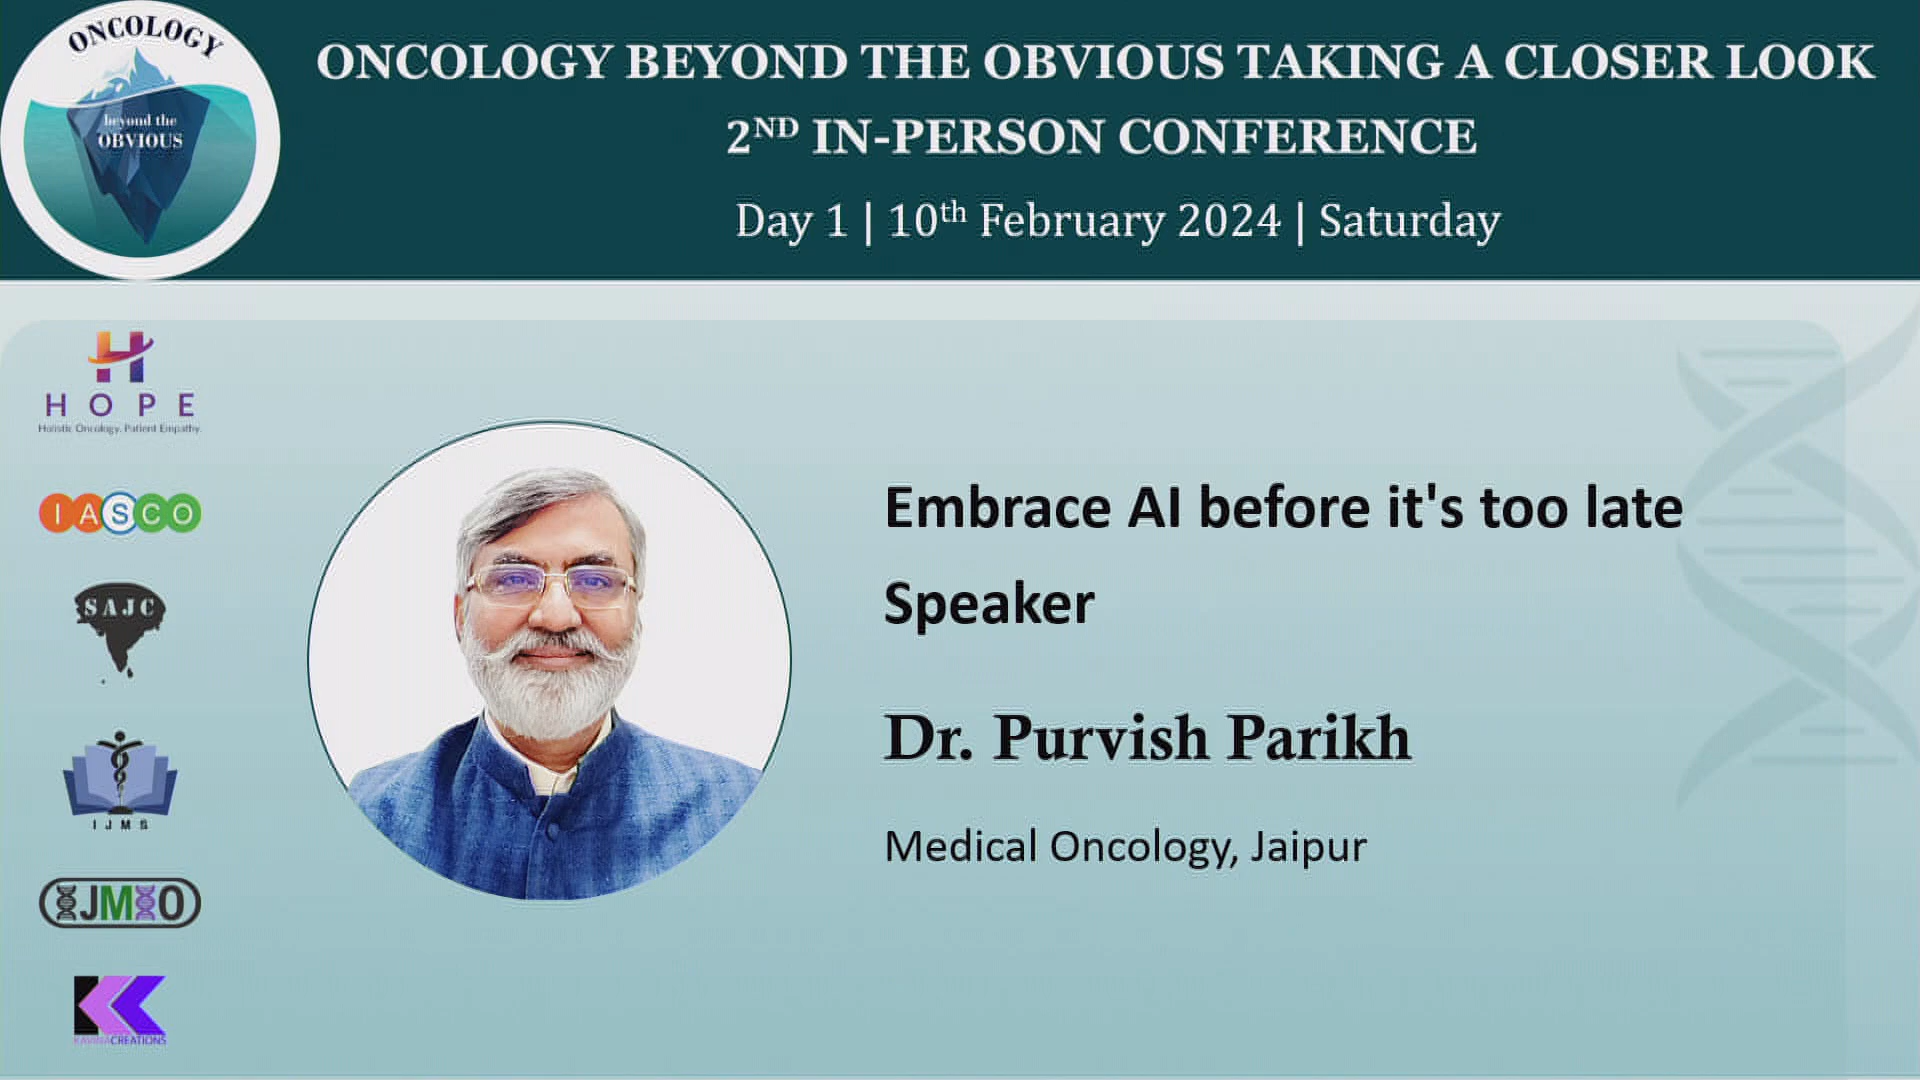 ONCOLOGY
beyond the
OBVIOUS
ONCOLOGY BEYOND THE OBVIOUS TAKING A CLOSER LOOK
2ND IN-PERSON CONFERENCE
Day 1 | 10th February 2024 | Saturday
H O P E
Holistic Oncology. Patient Empathy.
IASCO
SAJC
IJMS
IJMIO
KAVINACREATIONS
Embrace AI before it's too late
Speaker
Dr. Purvish Parikh
Medical Oncology, Jaipur